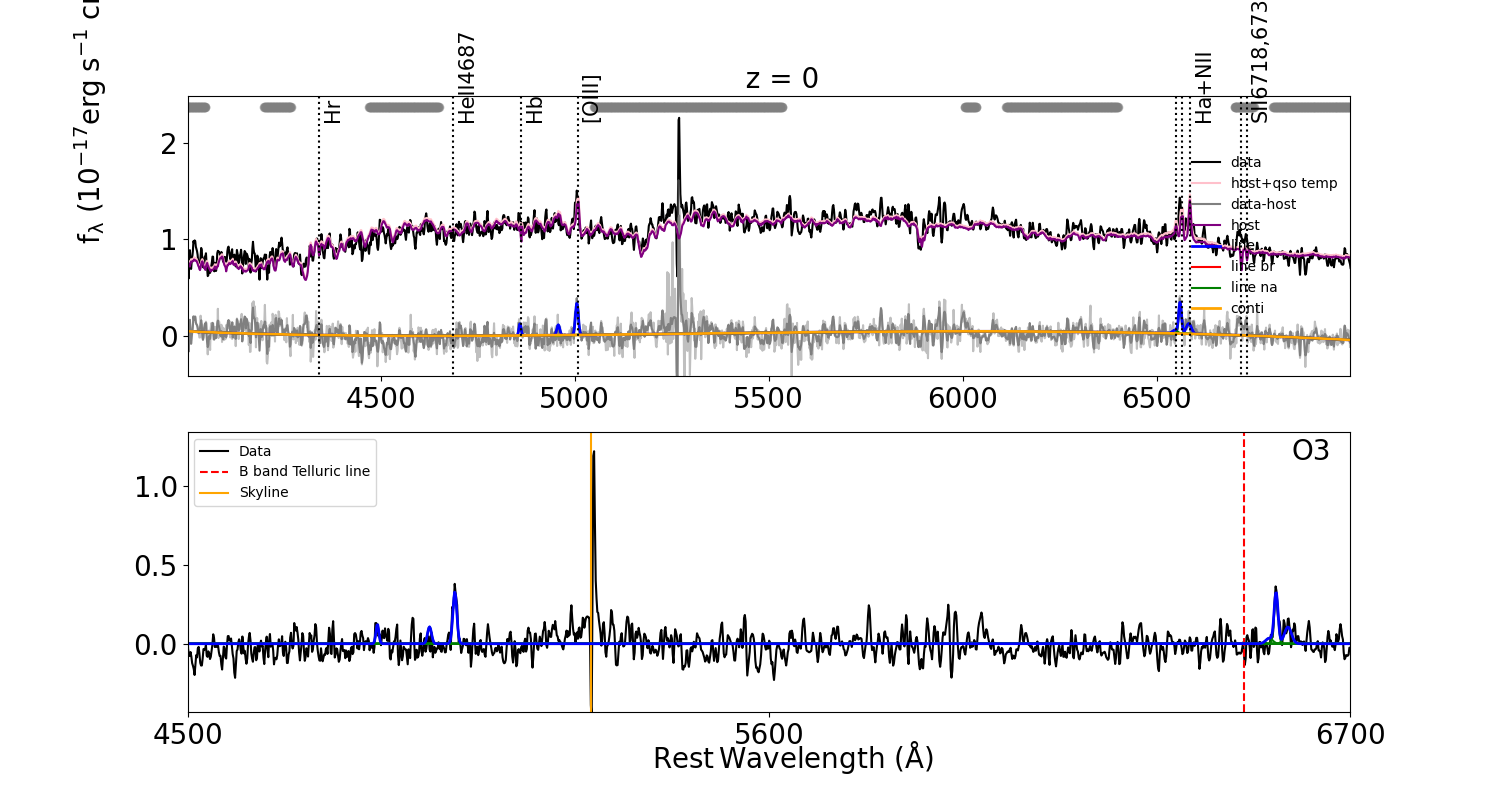 z = 0
f_λ (10^−17 erg s^−1 c
Hr
HeII4687
Hb
[OIII]
Ha+NII
SII6718,673
data
host+qso temp
data-host
host
line
line br
line na
conti
2
1
0
4500
5000
5500
6000
6500
Data
B band Telluric line
Skyline
O3
1.0
0.5
0.0
4500
5600
6700
Rest Wavelength (Å)